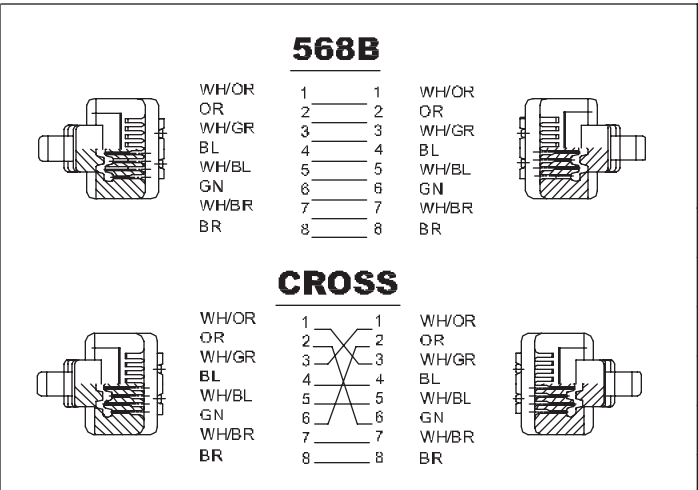 568B
WH/OR 1 1 WH/OR
OR 2 2 OR
WH/GR 3 3 WH/GR
BL 4 4 BL
WH/BL 5 5 WH/BL
GN 6 6 GN
WH/BR 7 7 WH/BR
BR 8 8 BR
CROSS
WH/OR 1 1 WH/OR
OR 2 2 OR
WH/GR 3 3 WH/GR
BL 4 4 BL
WH/BL 5 5 WH/BL
GN 6 6 GN
WH/BR 7 7 WH/BR
BR 8 8 BR